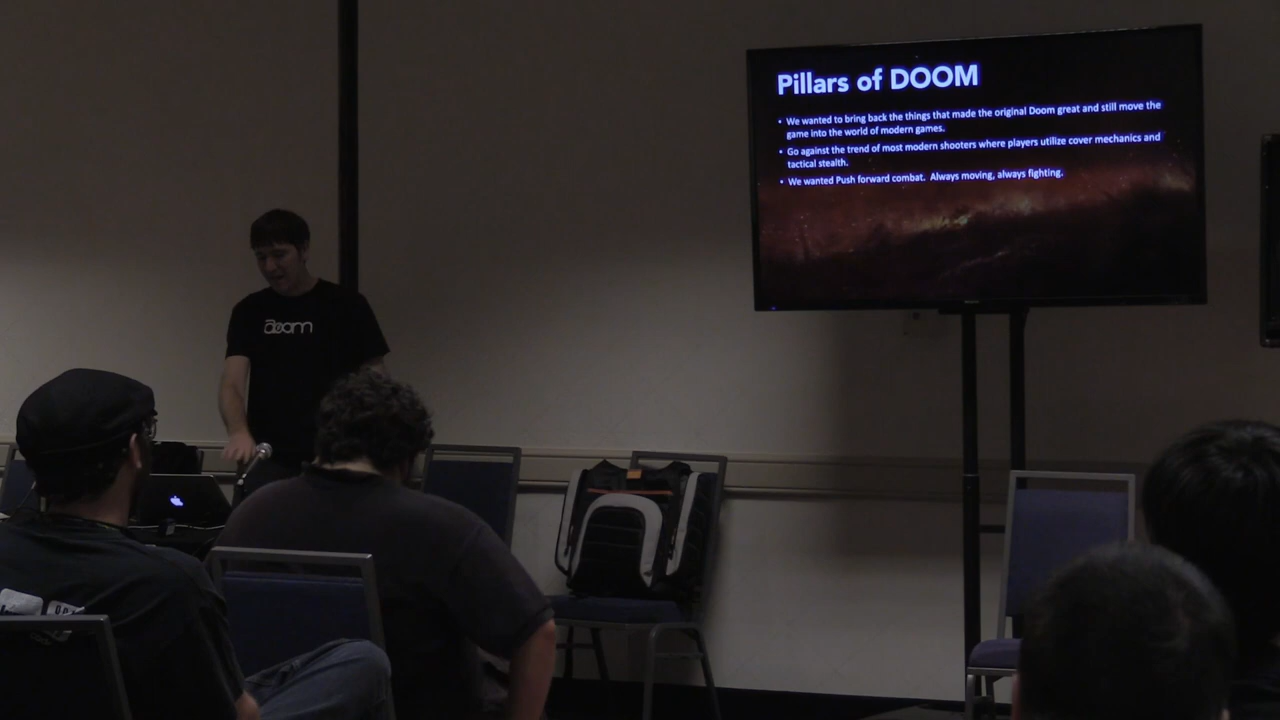 Pillars of DOOM
• We wanted to bring back the things that made the original Doom great and still move the
game into the world of modern games.
• Go against the trend of most modern shooters where players utilize cover mechanics and
tactical stealth.
• We wanted Push forward combat. Always moving, always fighting.